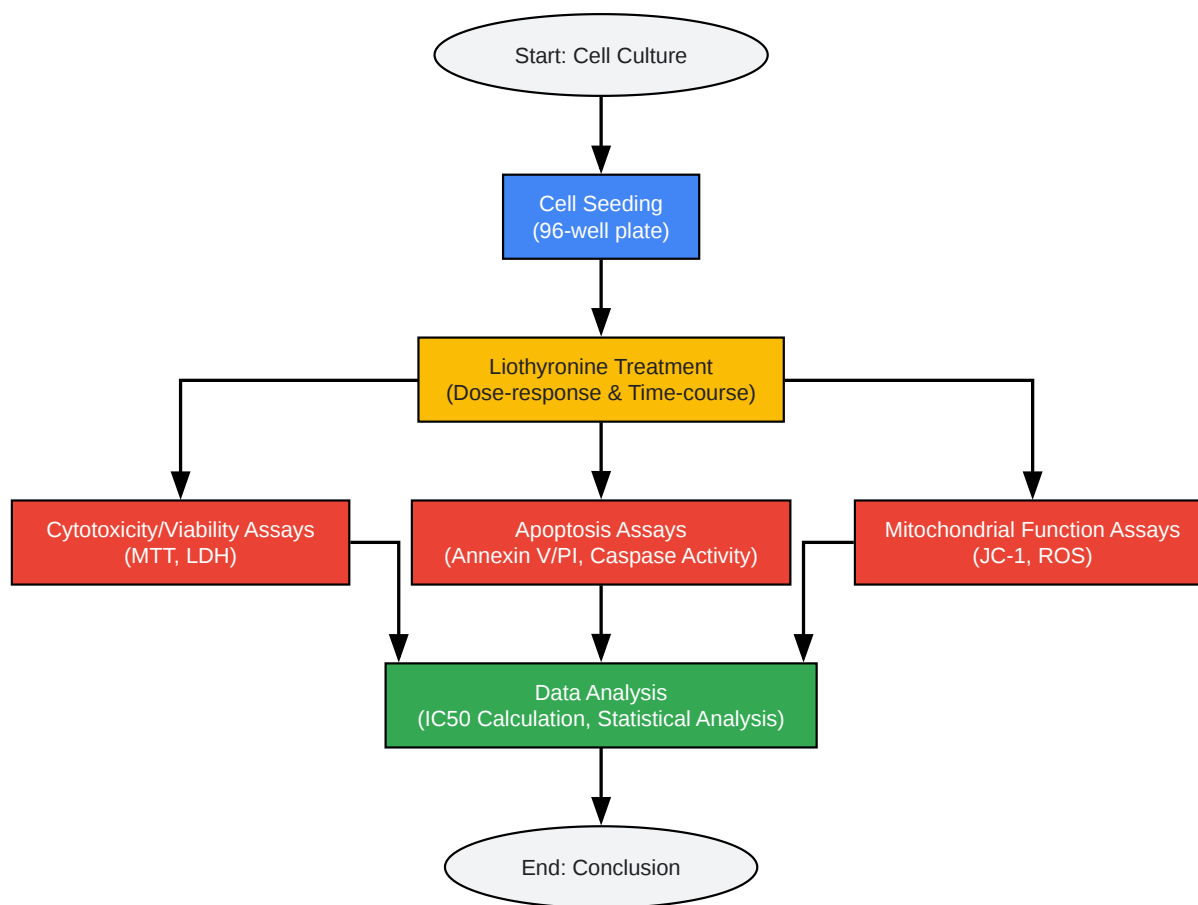 Start: Cell Culture
Cell Seeding
(96-well plate)
Liothyronine Treatment
(Dose-response & Time-course)
Cytotoxicity/Viability Assays
(MTT, LDH)
Apoptosis Assays
(Annexin V/PI, Caspase Activity)
Mitochondrial Function Assays
(JC-1, ROS)
Data Analysis
(IC50 Calculation, Statistical Analysis)
End: Conclusion